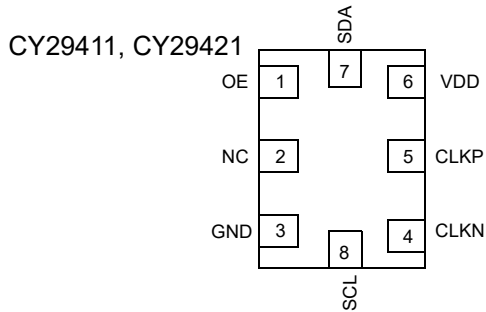 CY29411, CY29421
SDA
OE 1 7 6 VDD
NC 2 5 CLKP
GND 3 4 CLKN
8
SCL